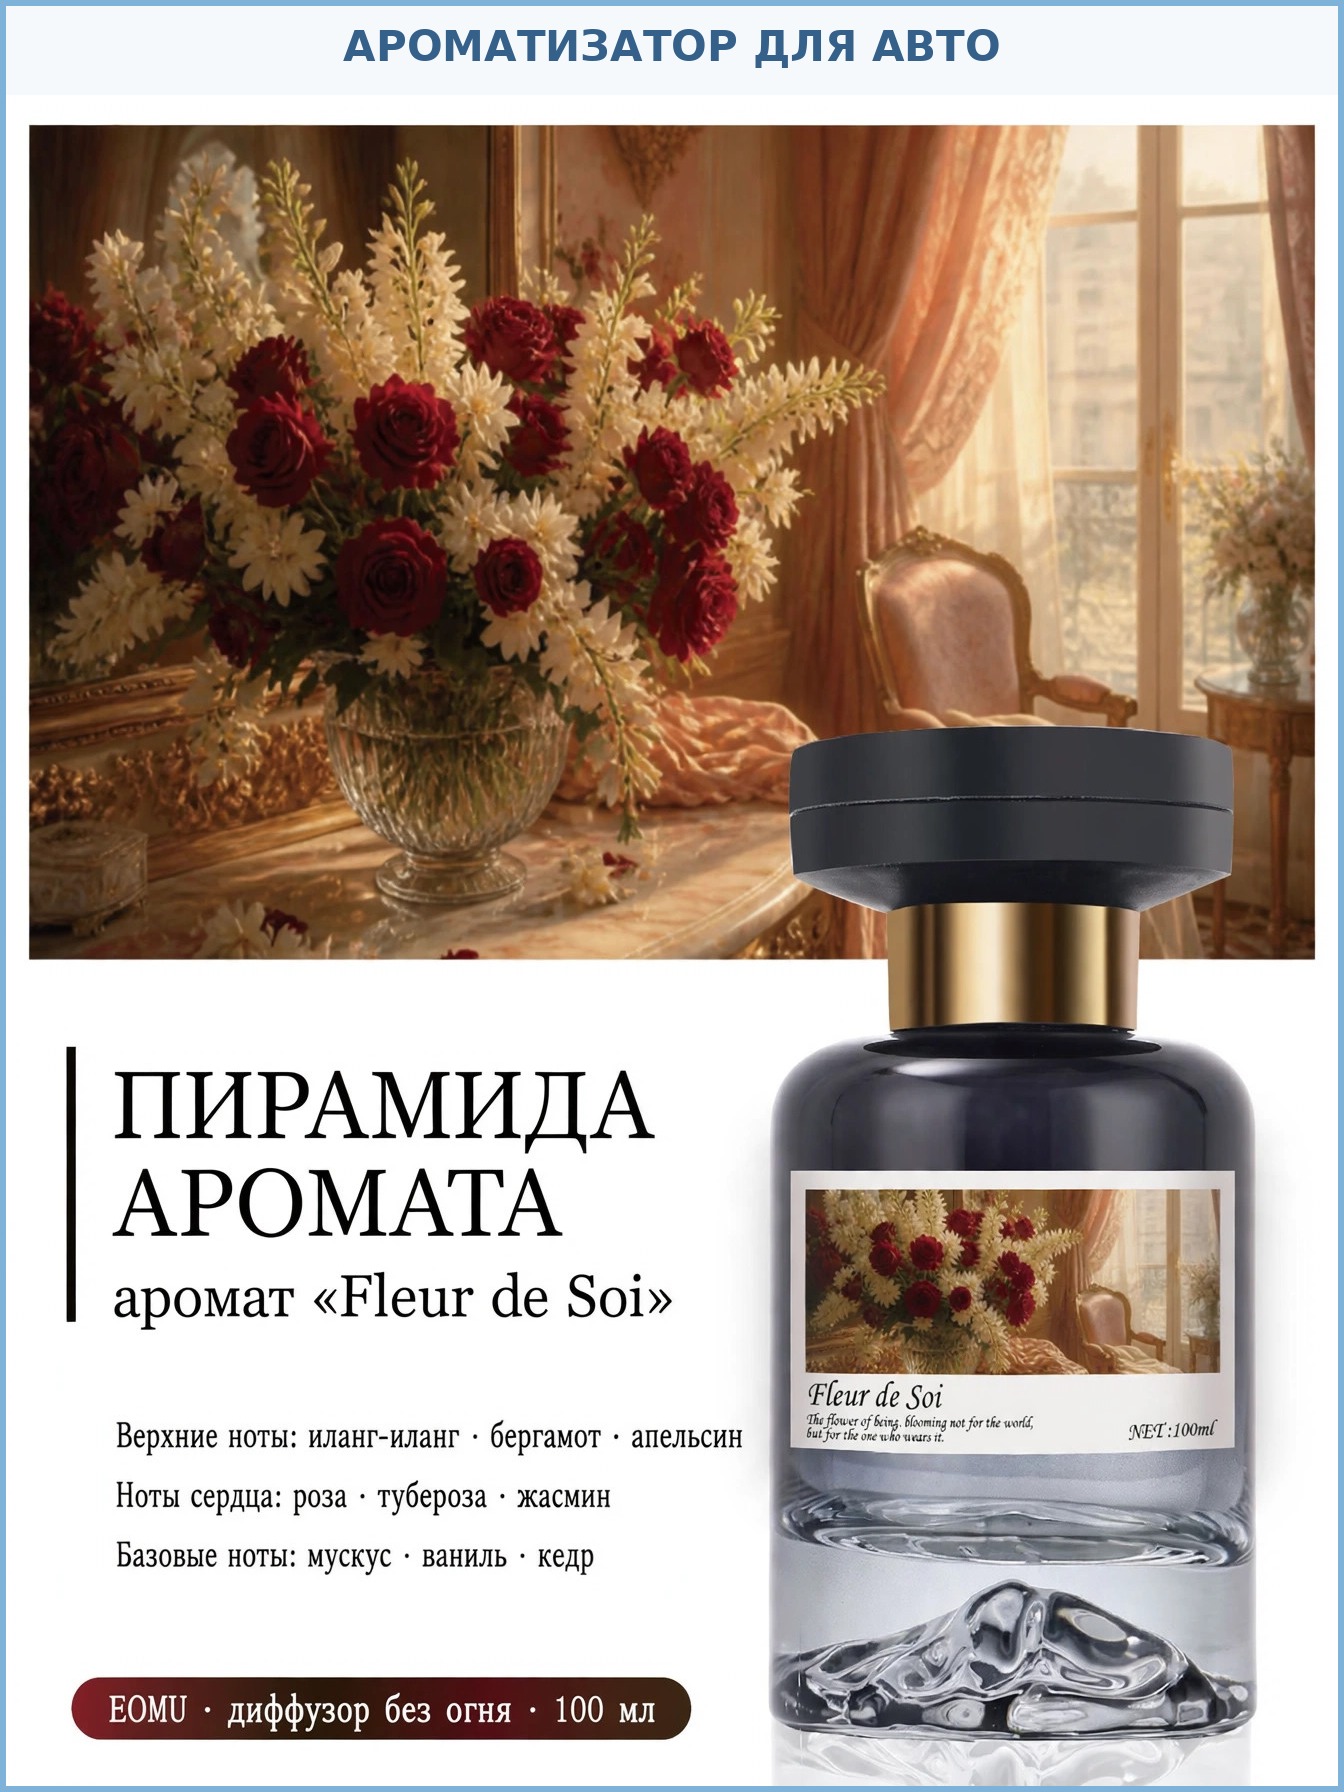 АРОМАТИЗАТОР ДЛЯ АВТО
ПИРАМИДА
АРОМАТА
аромат «Fleur de Soi»
Верхние ноты: иланг-иланг · бергамот · апельсин
Ноты сердца: роза · тубероза · жасмин
Базовые ноты: мускус · ваниль · кедр
EOMU · диффузор без огня · 100 мл
Fleur de Soi
The flower of being, blooming not for the world,
but for the one who wears it.
NET:100ml